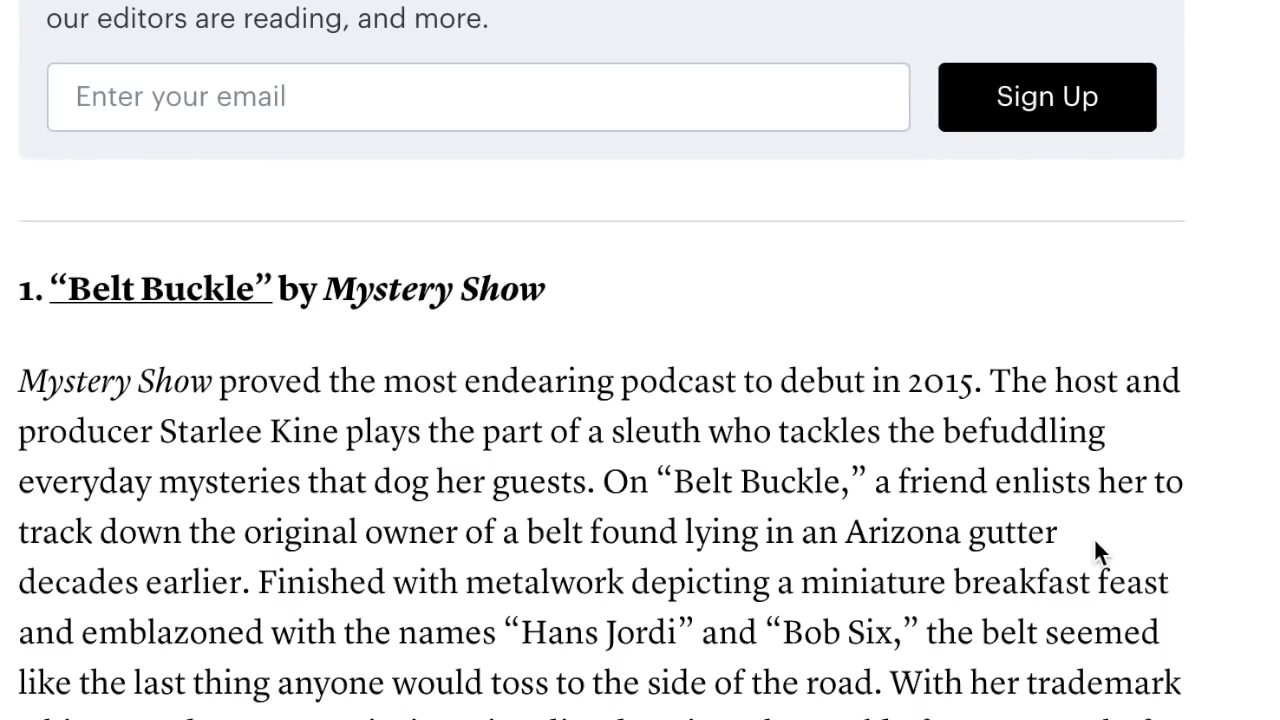 our editors are reading, and more.
Enter your email
Sign Up
1. “Belt Buckle” by Mystery Show
Mystery Show proved the most endearing podcast to debut in 2015. The host and
producer Starlee Kine plays the part of a sleuth who tackles the befuddling
everyday mysteries that dog her guests. On “Belt Buckle,” a friend enlists her to
track down the original owner of a belt found lying in an Arizona gutter
decades earlier. Finished with metalwork depicting a miniature breakfast feast
and emblazoned with the names “Hans Jordi” and “Bob Six,” the belt seemed
like the last thing anyone would toss to the side of the road. With her trademark